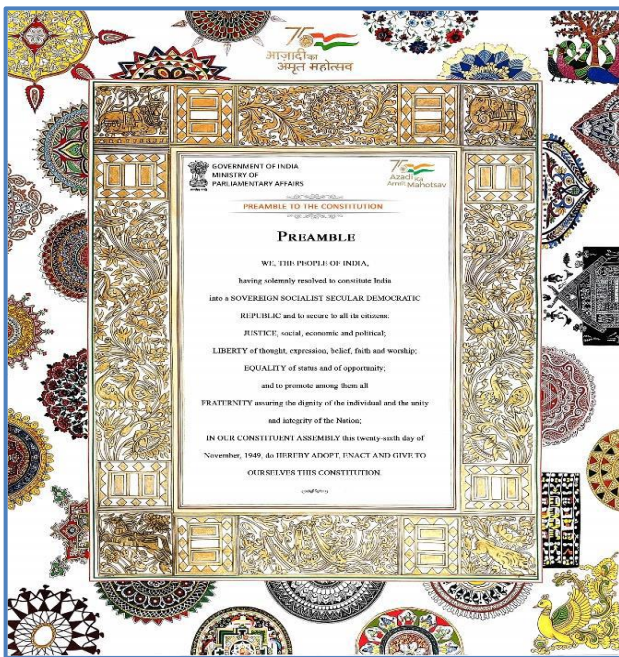 75
आज़ादी का
अमृत महोत्सव
GOVERNMENT OF INDIA
MINISTRY OF
PARLIAMENTARY AFFAIRS
75
Azadi Ka
Amrit Mahotsav
PREAMBLE TO THE CONSTITUTION
PREAMBLE
WE, THE PEOPLE OF INDIA,
having solemnly resolved to constitute India
into a SOVEREIGN SOCIALIST SECULAR DEMOCRATIC
REPUBLIC and to secure to all its citizens:
JUSTICE, social, economic and political;
LIBERTY of thought, expression, belief, faith and worship;
EQUALITY of status and of opportunity;
and to promote among them all
FRATERNITY assuring the dignity of the individual and the unity
and integrity of the Nation;
IN OUR CONSTITUENT ASSEMBLY this twenty-sixth day of
November, 1949, do HEREBY ADOPT, ENACT AND GIVE TO
OURSELVES THIS CONSTITUTION.